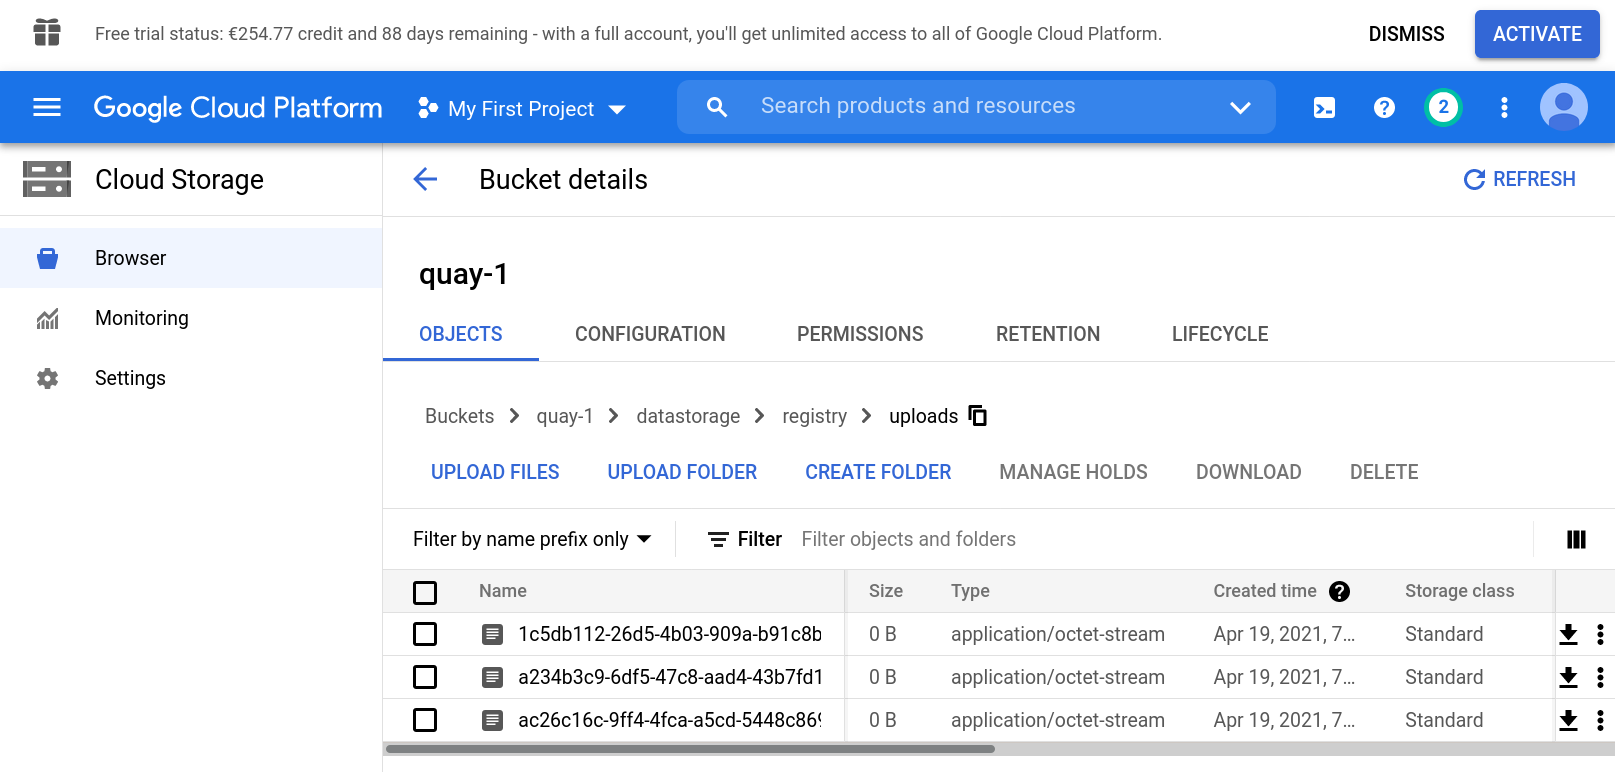 Free trial status: €254.77 credit and 88 days remaining - with a full account, you'll get unlimited access to all of Google Cloud Platform.
DISMISS
ACTIVATE
Google Cloud Platform
My First Project
Search products and resources
2
Cloud Storage
Bucket details
REFRESH
Browser
Monitoring
Settings
quay-1
OBJECTS CONFIGURATION PERMISSIONS RETENTION LIFECYCLE
Buckets quay-1 datastorage registry uploads
UPLOAD FILES UPLOAD FOLDER CREATE FOLDER MANAGE HOLDS DOWNLOAD DELETE
Filter by name prefix only Filter Filter objects and folders
Name Size Type Created time Storage class
1c5db112-26d5-4b03-909a-b91c8b 0 B application/octet-stream Apr 19, 2021, 7... Standard
a234b3c9-6df5-47c8-aad4-43b7fd1 0 B application/octet-stream Apr 19, 2021, 7... Standard
ac26c16c-9ff4-4fca-a5cd-5448c869 0 B application/octet-stream Apr 19, 2021, 7... Standard